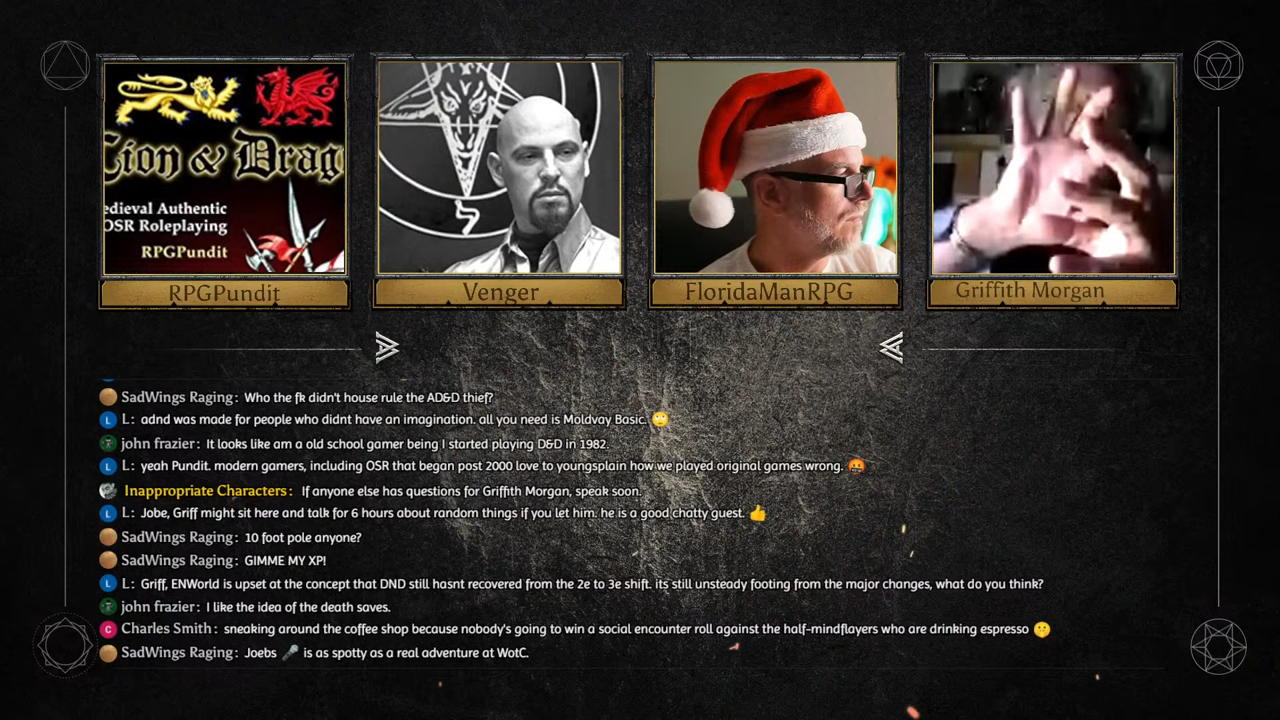 Lion & Drag
edieval Authentic
OSR Roleplaying
RPGPundit
RPGPundit
Venger
FloridaManRPG
Griffith Morgan
SadWings Raging: Who the fk didn't house rule the AD&D thief?
L L: adnd was made for people who didnt have an imagination. all you need is Moldvay Basic. 🙄
john frazier: It looks like am a old school gamer being I started playing D&D in 1982.
L L: yeah Pundit. modern gamers, including OSR that began post 2000 love to youngsplain how we played original games wrong. 🤬
Inappropriate Characters: If anyone else has questions for Griffith Morgan, speak soon.
L L: Jobe, Griff might sit here and talk for 6 hours about random things if you let him. he is a good chatty guest. 👍
SadWings Raging: 10 foot pole anyone?
SadWings Raging: GIMME MY XP!
L L: Griff, ENWorld is upset at the concept that DND still hasnt recovered from the 2e to 3e shift. its still unsteady footing from the major changes, what do you think?
john frazier: I like the idea of the death saves.
C Charles Smith: sneaking around the coffee shop because nobody's going to win a social encounter roll against the half-mindflayers who are drinking espresso 🤫
SadWings Raging: Joebs 🎤 is as spotty as a real adventure at WotC.